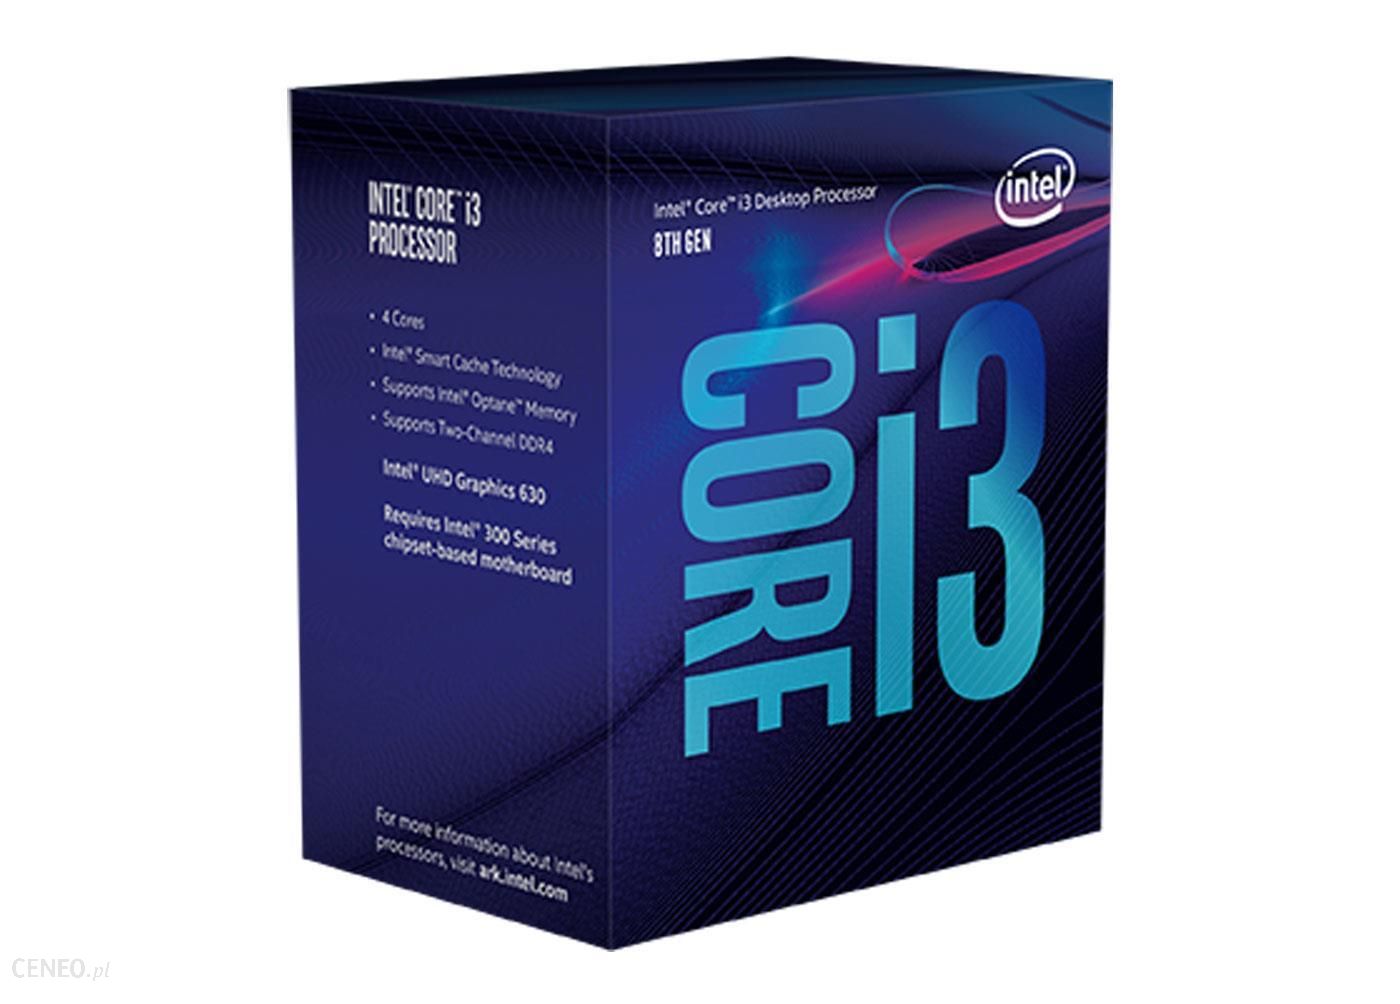 INTEL® CORE™ i3
PROCESSOR
• 4 Cores
• Intel® Smart Cache Technology
• Supports Intel® Optane™ Memory
• Supports Two-Channel DDR4
Intel® UHD Graphics 630
Requires Intel® 300 Series
chipset-based motherboard
For more information about Intel's
processors, visit ark.intel.com
Intel® Core™ i3 Desktop Processor
8TH GEN
intel®
CORE i3
CENEO.pl